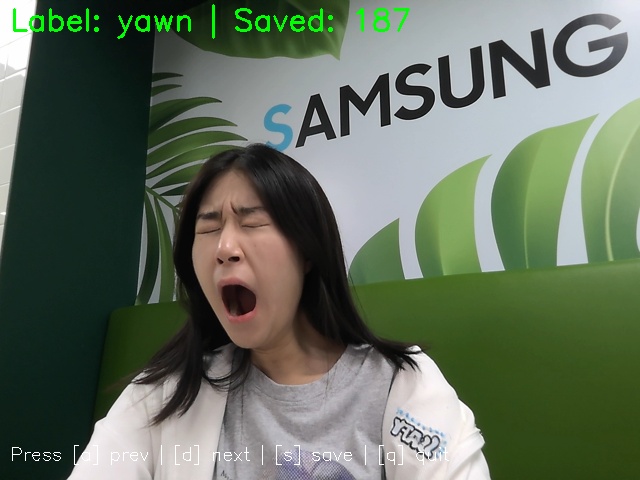 Label: yawn | Saved: 187
SAMSUNG
Press [a] prev | [d] next | [s] save | [q] quit